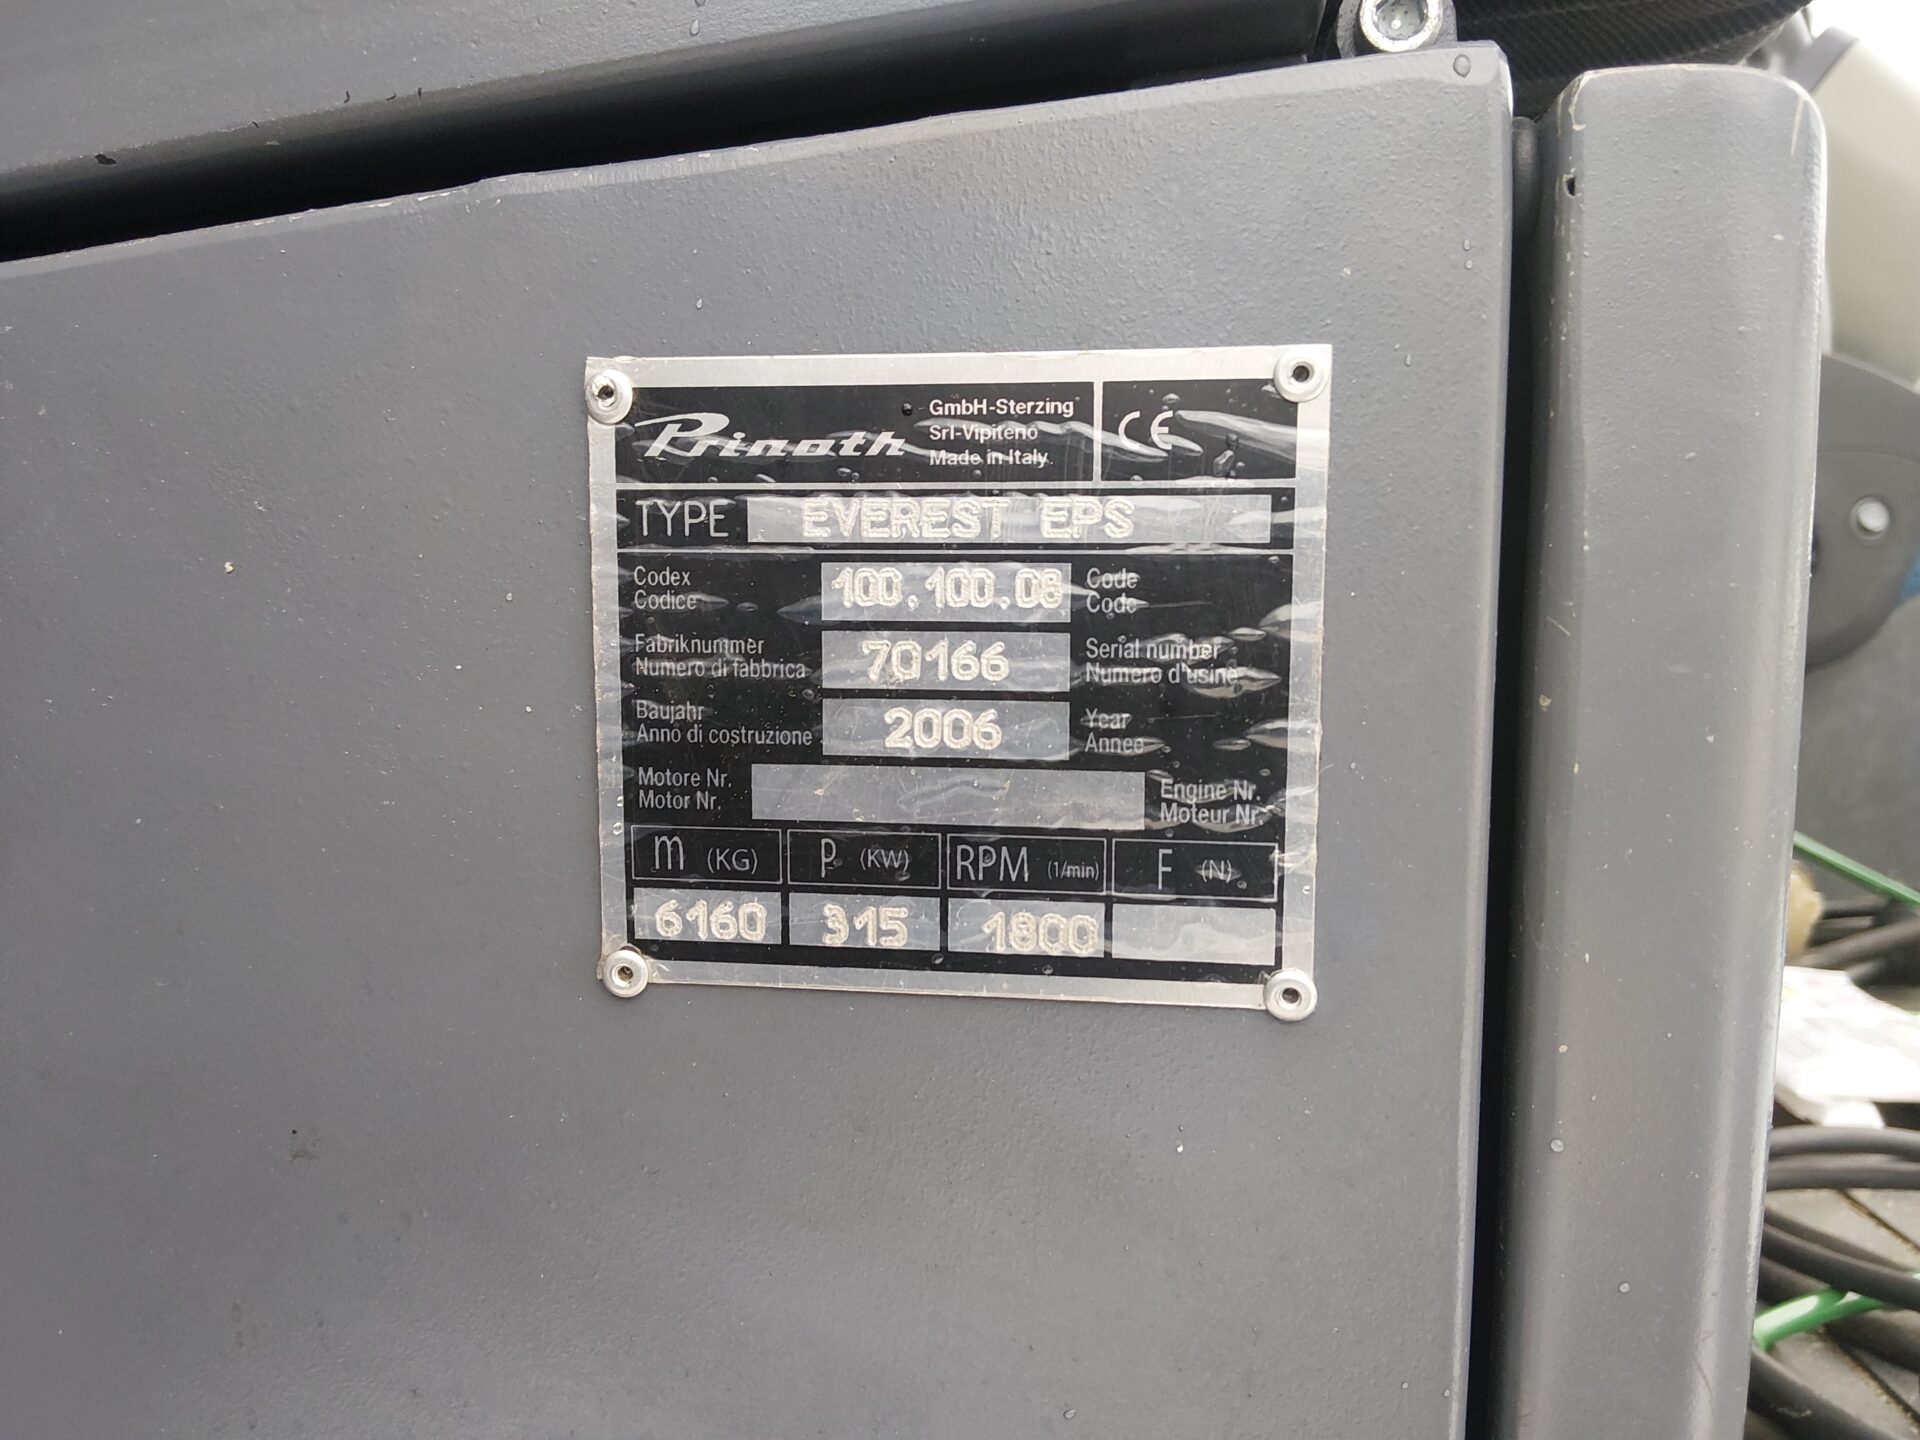 Prinoth
GmbH-Sterzing
Srl-Vipiteno
Made in Italy
CE
TYPE EVEREST EPS
Codex
Codice
100.100.08
Code
Code
Fabriknummer
Numero di fabbrica
70166
Serial number
Numero d'usine
Baujahr
Anno di costruzione
2006
Year
Annee
Motore Nr.
Motor Nr.
Engine Nr.
Moteur Nr.
m (KG) P (KW) RPM (1/min) F (N)
6160 315 1800